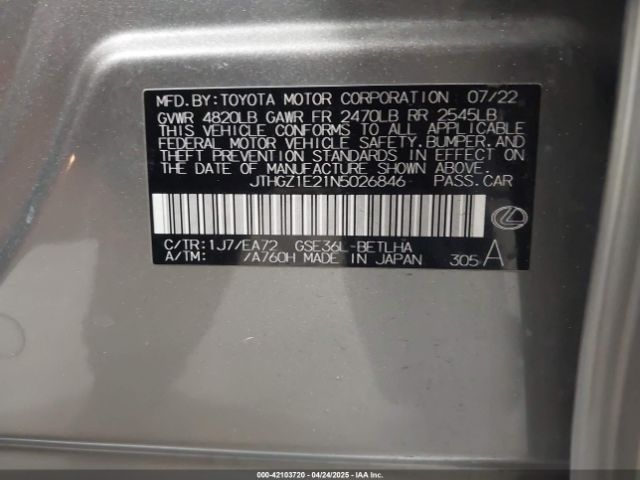 MFD.BY:TOYOTA MOTOR CORPORATION 07/22
GVWR 4820LB GAWR FR 2470LB RR 2545LB
THIS VEHICLE CONFORMS TO ALL APPLICABLE
FEDERAL MOTOR VEHICLE SAFETY,BUMPER,AND
THEFT PREVENTION STANDARDS IN EFFECT ON
THE DATE OF MANUFACTURE SHOWN ABOVE.
JTHGZ1E21N5026846 PASS.CAR
C/TR:1J7/EA72 GSE36L-BETLHA
A/TM: /A760H MADE IN JAPAN 305 A
000-42103720 - 04/24/2025 - IAA Inc.